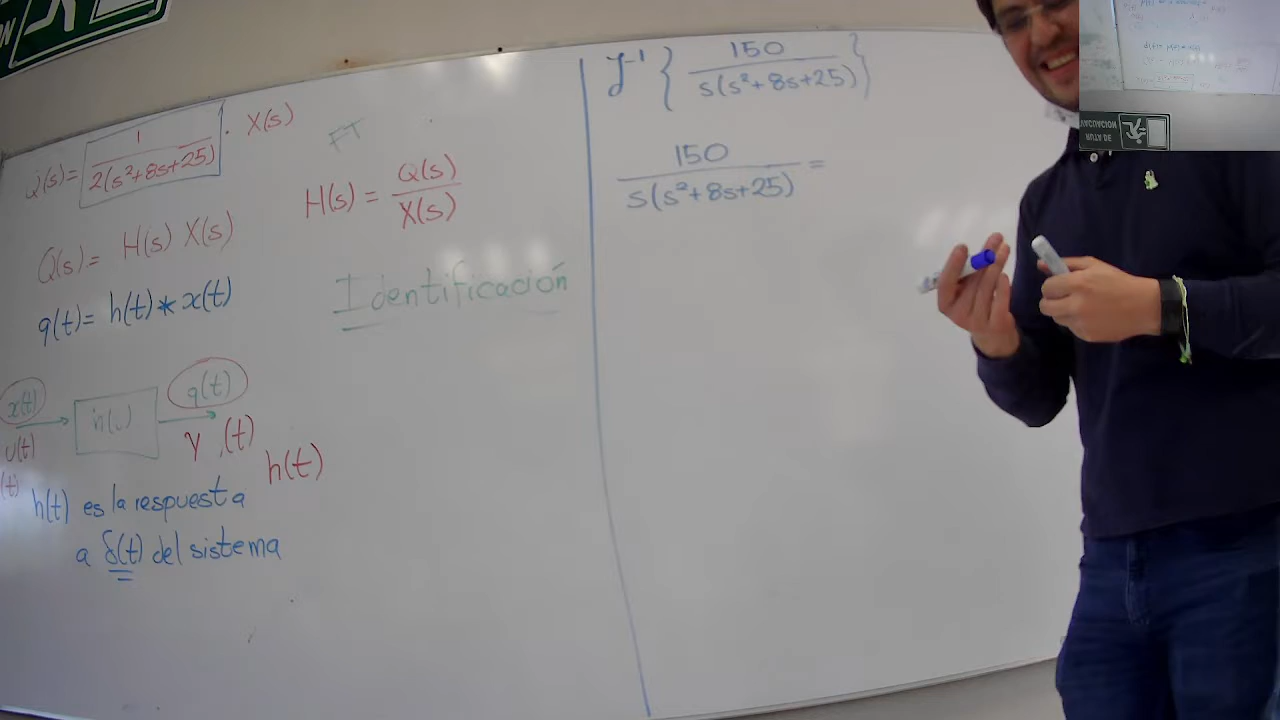 Q(s) = 1 / 2(s²+8s+25) · X(s)
FT
H(s) = Q(s) / X(s)
Q(s) = H(s) X(s)
q(t) = h(t) * x(t)
Identificación
x(t)
q(t)
u(t)
y (t)
h(t)
h(t) es la respuesta
a δ(t) del sistema
ℒ⁻¹ { 150 / s(s²+8s+25) }
150 / s(s²+8s+25) =